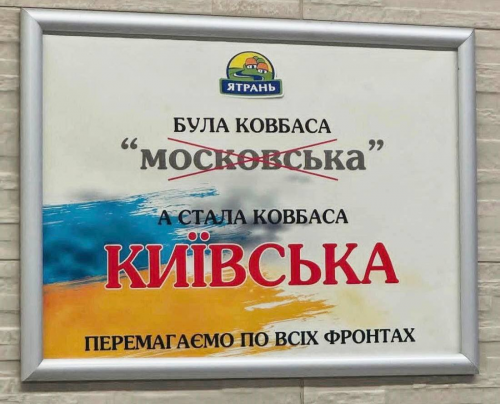 ЯТРАНЬ
БУЛА КОВБАСА
“московська”
А СТАЛА КОВБАСА
КИЇВСЬКА
ПЕРЕМАГАЄМО ПО ВСІХ ФРОНТАХ